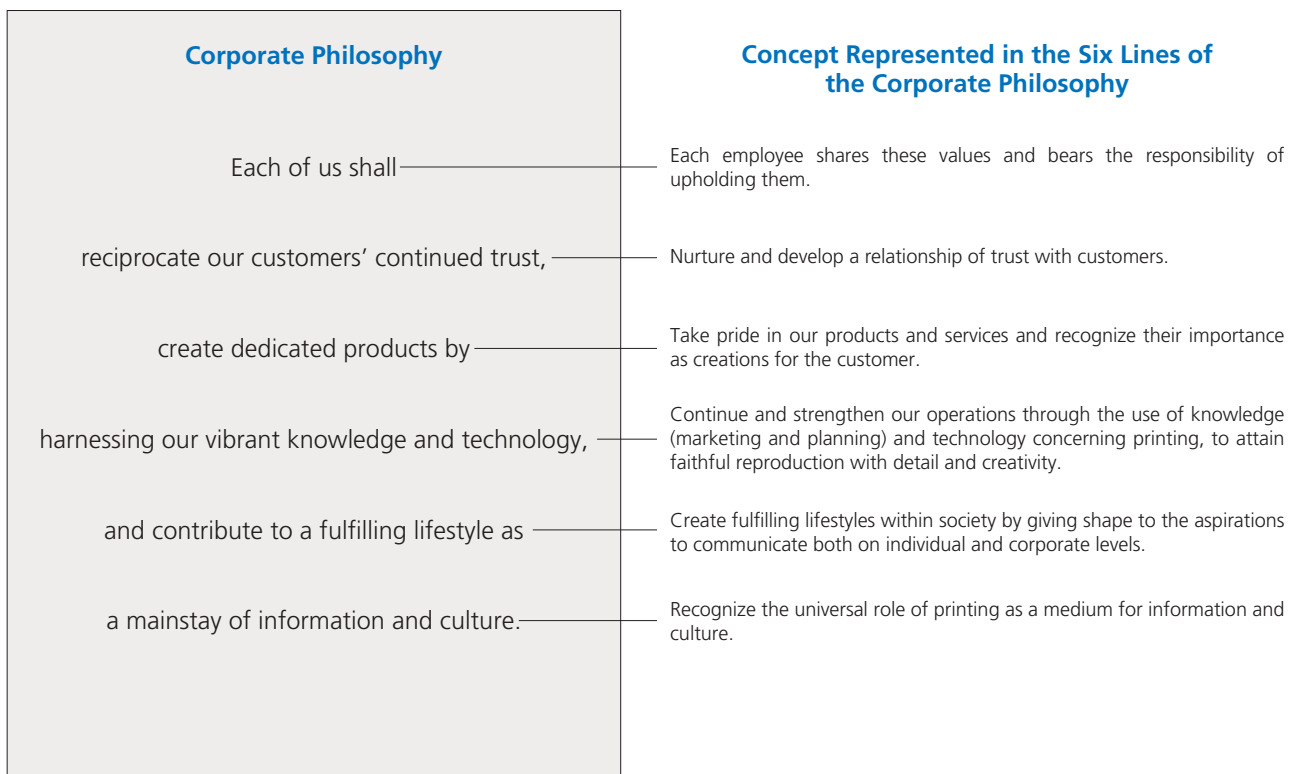 Corporate Philosophy
Each of us shall
reciprocate our customers’ continued trust,
create dedicated products by
harnessing our vibrant knowledge and technology,
and contribute to a fulfilling lifestyle as
a mainstay of information and culture.
Concept Represented in the Six Lines of
the Corporate Philosophy
Each employee shares these values and bears the responsibility of
upholding them.
Nurture and develop a relationship of trust with customers.
Take pride in our products and services and recognize their importance
as creations for the customer.
Continue and strengthen our operations through the use of knowledge
(marketing and planning) and technology concerning printing, to attain
faithful reproduction with detail and creativity.
Create fulfilling lifestyles within society by giving shape to the aspirations
to communicate both on individual and corporate levels.
Recognize the universal role of printing as a medium for information and
culture.